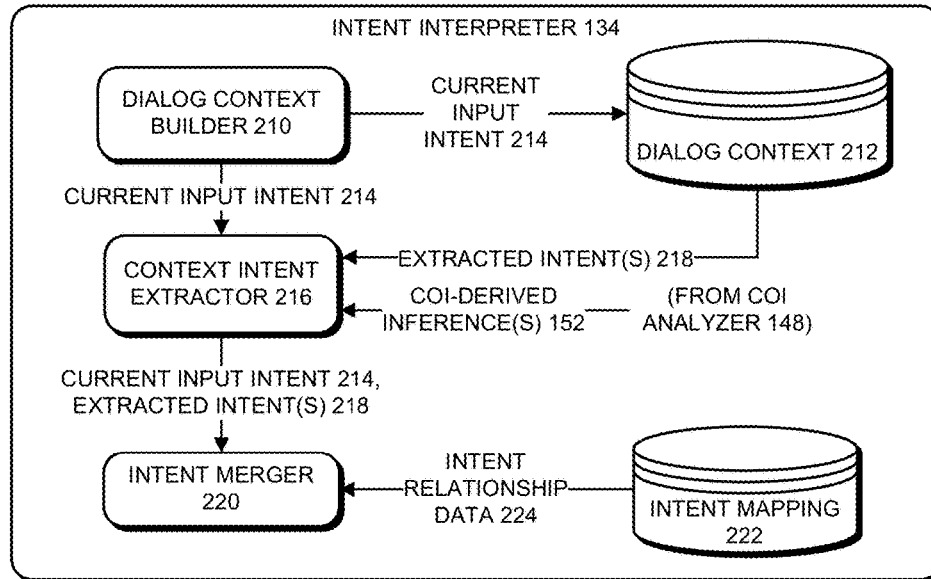 INTENT INTERPRETER 134
DIALOG CONTEXT
BUILDER 210
CURRENT
INPUT
INTENT 214
DIALOG CONTEXT 212
CURRENT INPUT INTENT 214
CONTEXT INTENT
EXTRACTOR 216
EXTRACTED INTENT(S) 218
COI-DERIVED
INFERENCE(S) 152
(FROM COI
ANALYZER 148)
CURRENT INPUT INTENT 214,
EXTRACTED INTENT(S) 218
INTENT MERGER
220
INTENT
RELATIONSHIP
DATA 224
INTENT MAPPING
222